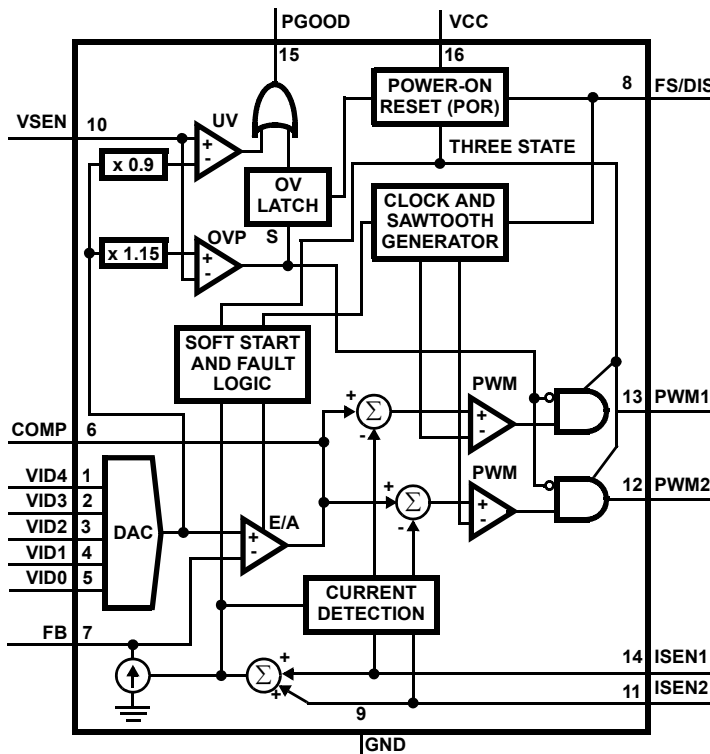 PGOOD
VCC
15
16
8 FS/DIS
POWER-ON
RESET (POR)
VSEN 10
UV
+
-
x 0.9
THREE STATE
OV
LATCH
CLOCK AND
SAWTOOTH
GENERATOR
S
OVP
x 1.15
+
-
SOFT START
AND FAULT
LOGIC
PWM
+
Σ
-
+
-
13 PWM1
COMP 6
PWM
+
Σ
-
+
-
12 PWM2
VID4 1
VID3 2
VID2 3
VID1 4
VID0 5
DAC
E/A
+
-
CURRENT
DETECTION
FB 7
+
Σ
+
14 ISEN1
11 ISEN2
9
GND